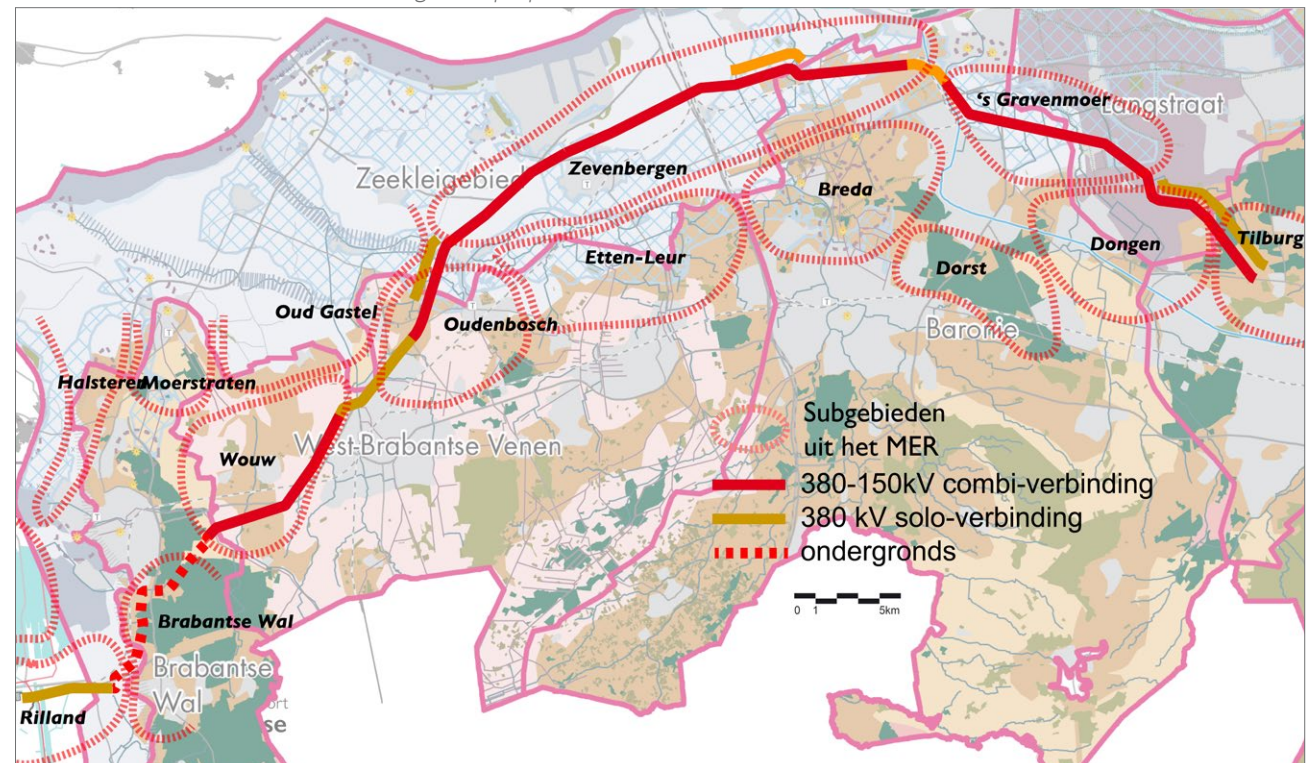 's Gravenmoer
Langstraat
Zevenbergen
Zeekleigebied
Breda
Tilburg
Dongen
Etten-Leur
Dorst
Oud Gastel
Oudenbosch
Baronie
Halsteren
Moerstraten
Subgebieden
uit het MER
West-Brabantse Venen
Wouw
380-150kV combi-verbinding
380 kV solo-verbinding
ondergronds
0 1 5km
Brabantse Wal
Brabantse
Wal
Rilland
ort
se